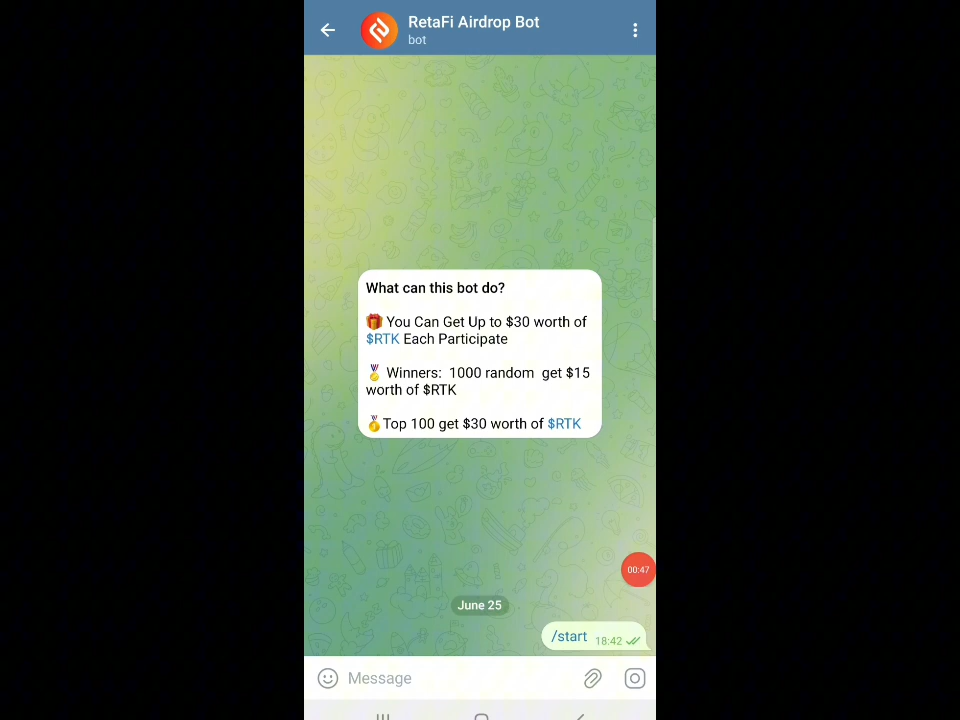 RetaFi Airdrop Bot
bot
What can this bot do?
🎁 You Can Get Up to $30 worth of
$RTK Each Participate
🏅 Winners: 1000 random get $15
worth of $RTK
🥇Top 100 get $30 worth of $RTK
00:47
June 25
/start 18:42
Message